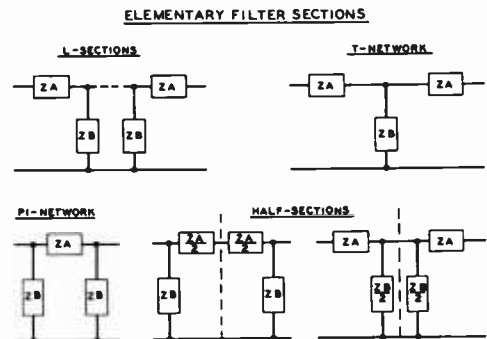 ELEMENTARY FILTER SECTIONS
L-SECTIONS
T-NETWORK
ZA ZA ZA ZA
ZB ZB ZB
PI-NETWORK
HALF-SECTIONS
ZA ZA/2 ZA/2 ZA ZA
ZB ZB ZB ZB ZB/2 ZB/2